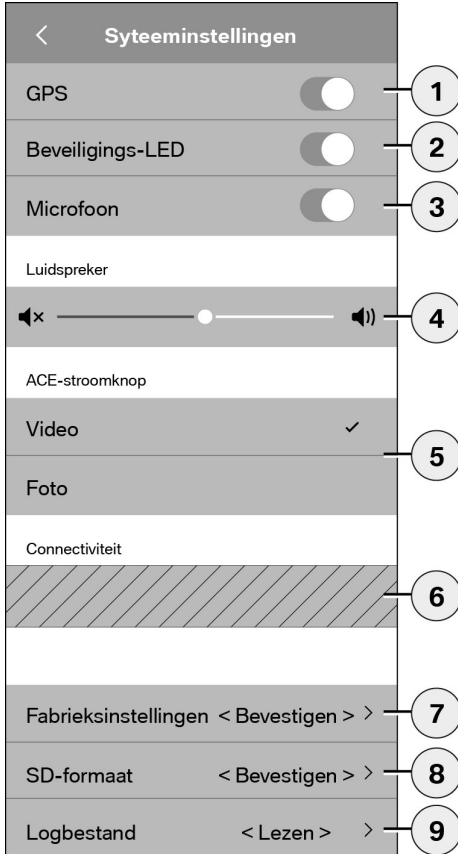 Syteeminstellingen
GPS
1
Beveiligings-LED
2
Microfoon
3
Luidspreker
4
ACE-stroomknop
Video
5
Foto
Connectiviteit
6
Fabrieksinstellingen < Bevestigen >
7
SD-formaat < Bevestigen >
8
Logbestand < Lezen >
9